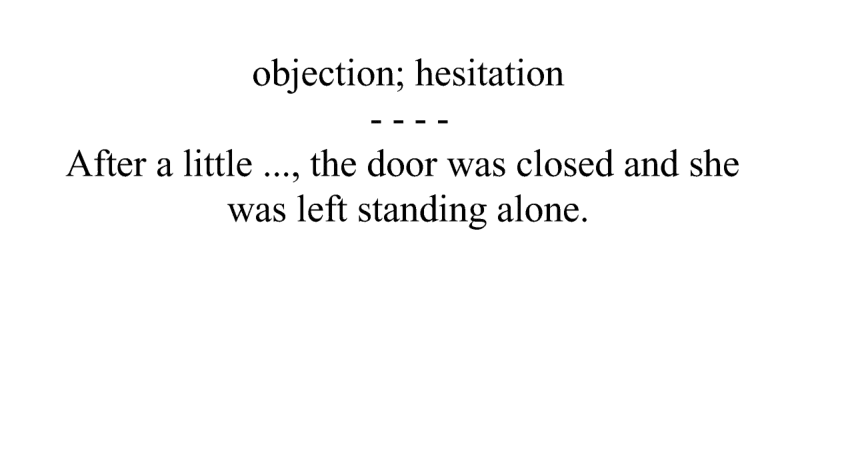 objection; hesitation
- - - -
After a little ..., the door was closed and she
was left standing alone.